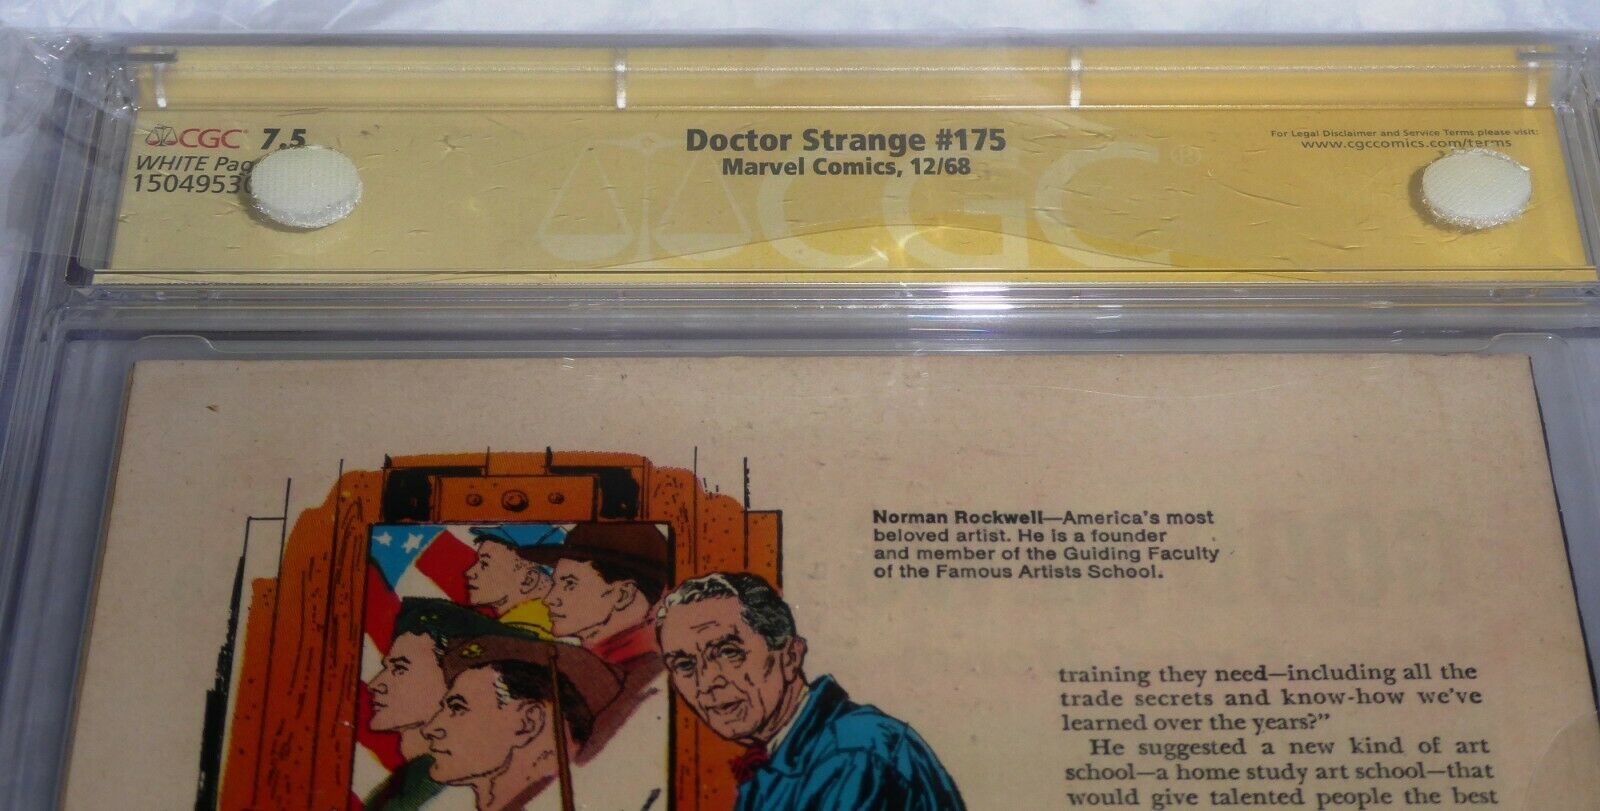 CGC 7.5
WHITE
Doctor Strange #175
Marvel Comics, 12/68
For Legal Disclaimer and Service Terms please visit:
www.cgccomics.com/terms
CGC
Norman Rockwell—America's most
beloved artist. He is a founder
and member of the Guiding Faculty
of the Famous Artists School.
training they need—including all the
trade secrets and know-how we've
learned over the years?"
He suggested a new kind of art
school—a home study art school—that
would give talented people the best